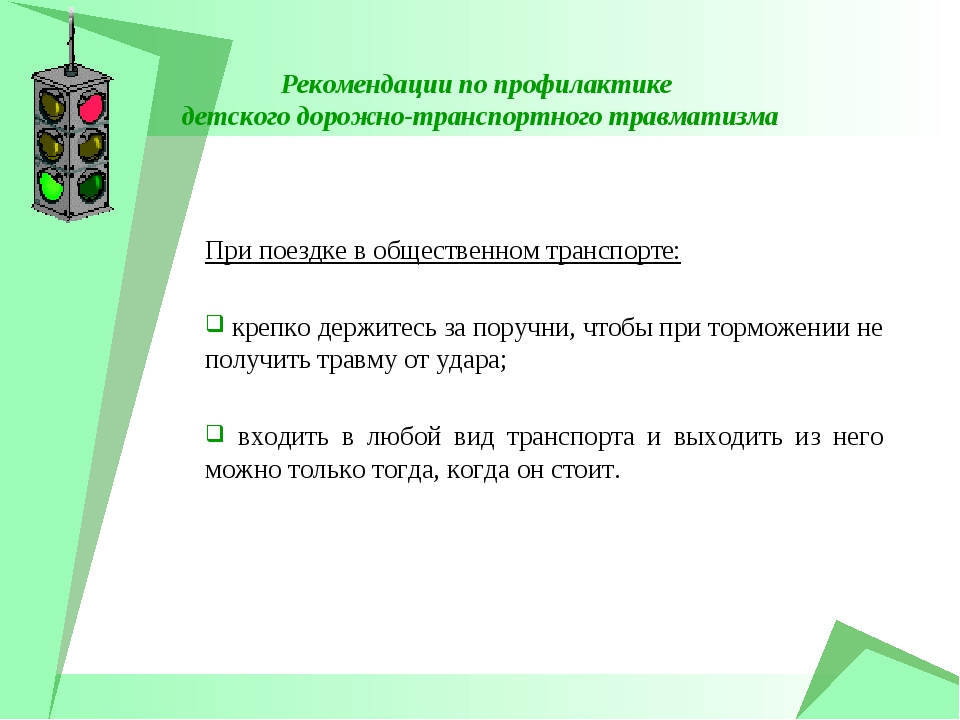 Рекомендации по профилактике
детского дорожно-транспортного травматизма
При поездке в общественном транспорте:
крепко держитесь за поручни, чтобы при торможении не
получить травму от удара;
входить в любой вид транспорта и выходить из него
можно только тогда, когда он стоит.